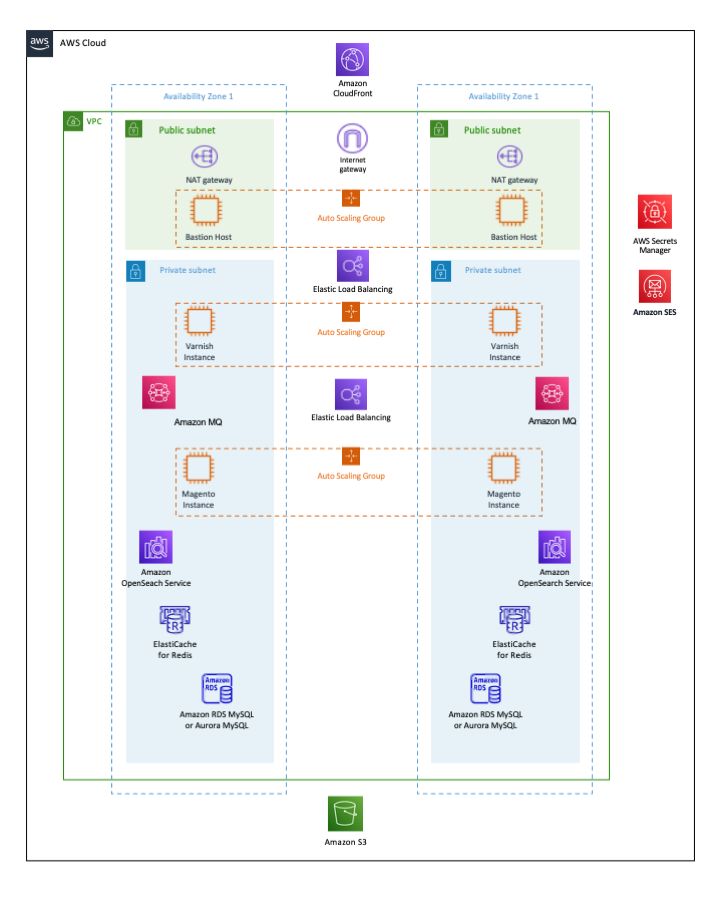 aws
AWS Cloud
Amazon
CloudFront
Availability Zone 1
Availability Zone 1
VPC
Public subnet
Public subnet
Internet
gateway
NAT gateway
NAT gateway
Auto Scaling Group
Bastion Host
Bastion Host
AWS Secrets
Manager
Private subnet
Private subnet
Elastic Load Balancing
Amazon SES
Auto Scaling Group
Varnish
Instance
Varnish
Instance
Amazon MQ
Elastic Load Balancing
Amazon MQ
Auto Scaling Group
Magento
Instance
Magento
Instance
Amazon
OpenSeach Service
Amazon
OpenSearch Service
R
ElastiCache
for Redis
R
ElastiCache
for Redis
Amazon
RDS
Amazon RDS MySQL
or Aurora MySQL
Amazon
RDS
Amazon RDS MySQL
or Aurora MySQL
Amazon S3